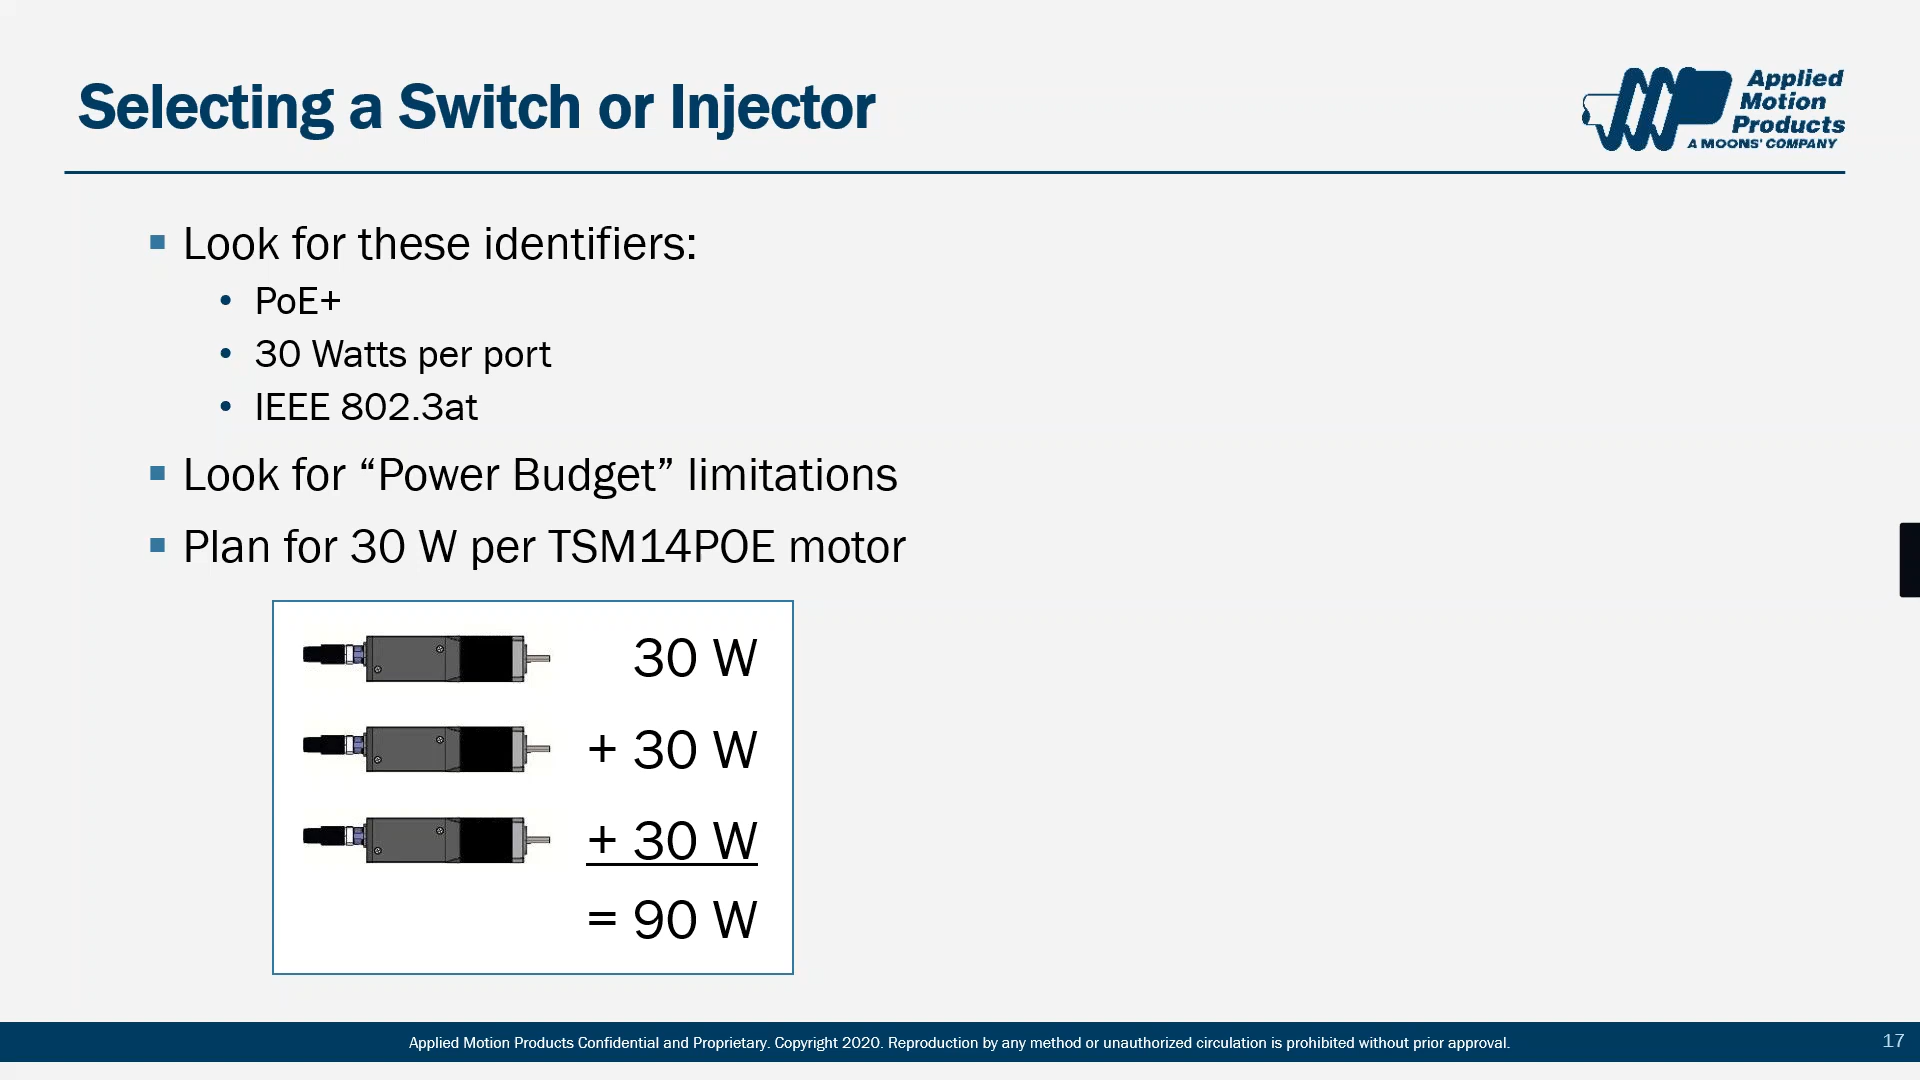 Selecting a Switch or Injector
Applied
Motion
Products
A MOONS' COMPANY
▪ Look for these identifiers:
• PoE+
• 30 Watts per port
• IEEE 802.3at
▪ Look for “Power Budget” limitations
▪ Plan for 30 W per TSM14POE motor
30 W
+ 30 W
+ 30 W
= 90 W
Applied Motion Products Confidential and Proprietary. Copyright 2020. Reproduction by any method or unauthorized circulation is prohibited without prior approval.
17